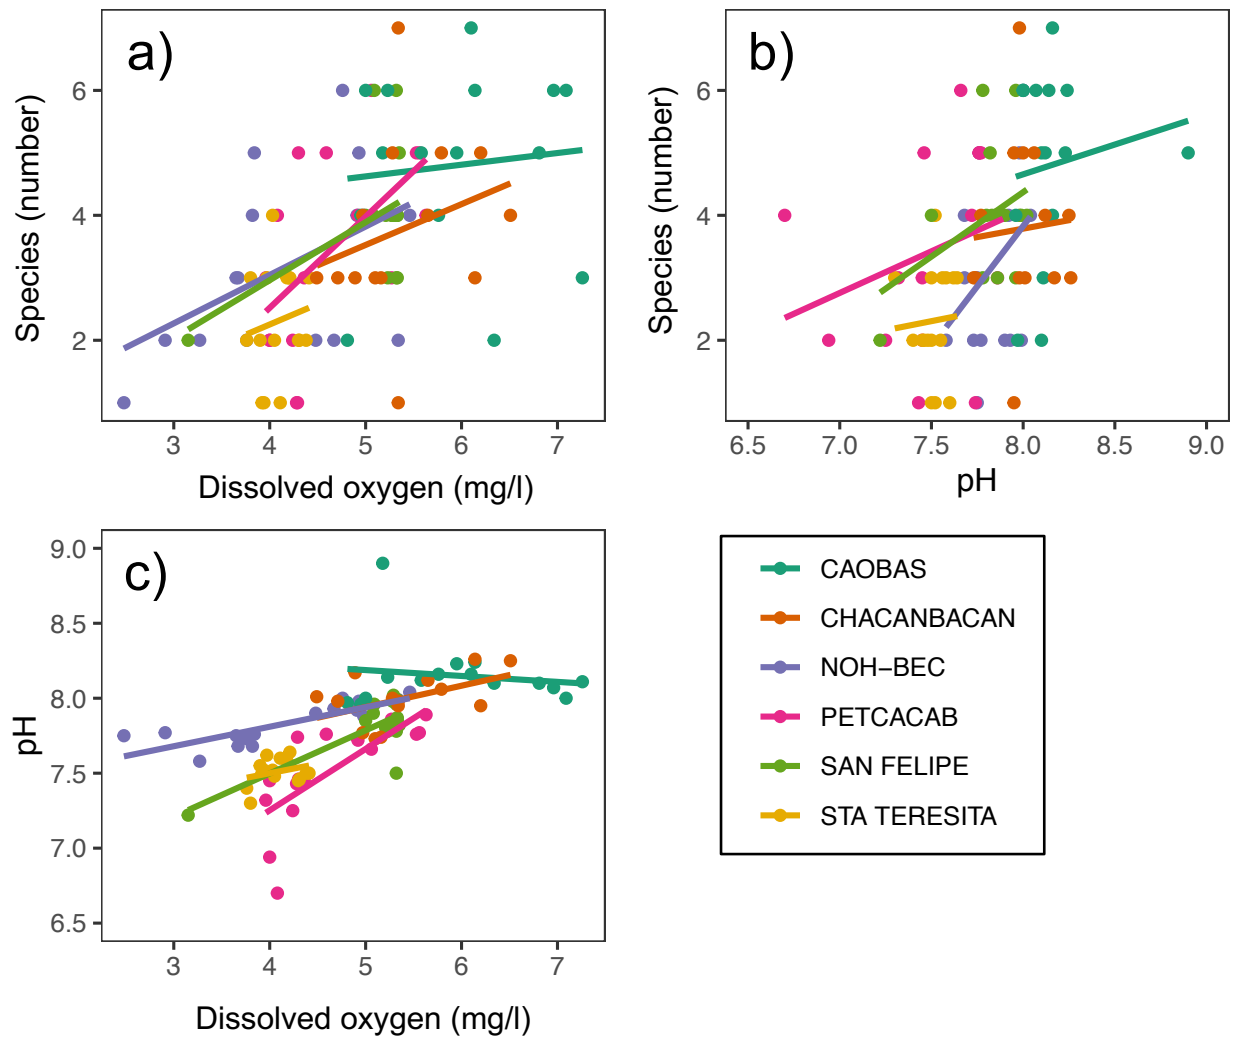 a)
Species (number)
6
4
2
3
4
5
6
7
Dissolved oxygen (mg/l)
b)
Species (number)
6
4
2
6.5
7.0
7.5
8.0
8.5
9.0
pH
c)
pH
9.0
8.5
8.0
7.5
7.0
6.5
3
4
5
6
7
Dissolved oxygen (mg/l)
CAOBAS
CHACANBACAN
NOH−BEC
PETCACAB
SAN FELIPE
STA TERESITA